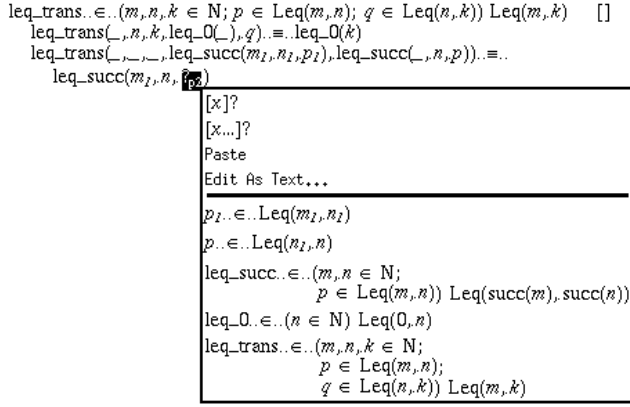 leq_trans..∈..(m,.n,.k ∈ N; p ∈ Leq(m,.n); q ∈ Leq(n,.k)) Leq(m,.k) []
leq_trans(_,.n,.k,.leq_0(_),.q)..≡..leq_0(k)
leq_trans(_,._,._,.leq_succ(m₁,.n₁,.p₁),.leq_succ(_,.n,.p))..≡..
leq_succ(m₁,.n,.?p2)
[x]?
[x...]?
Paste
Edit As Text...
p₁..∈..Leq(m₁,.n₁)
p..∈..Leq(n₁,.n)
leq_succ..∈..(m,.n ∈ N;
p ∈ Leq(m,.n)) Leq(succ(m),.succ(n))
leq_0..∈..(n ∈ N) Leq(0,.n)
leq_trans..∈..(m,.n,.k ∈ N;
p ∈ Leq(m,.n);
q ∈ Leq(n,.k)) Leq(m,.k)